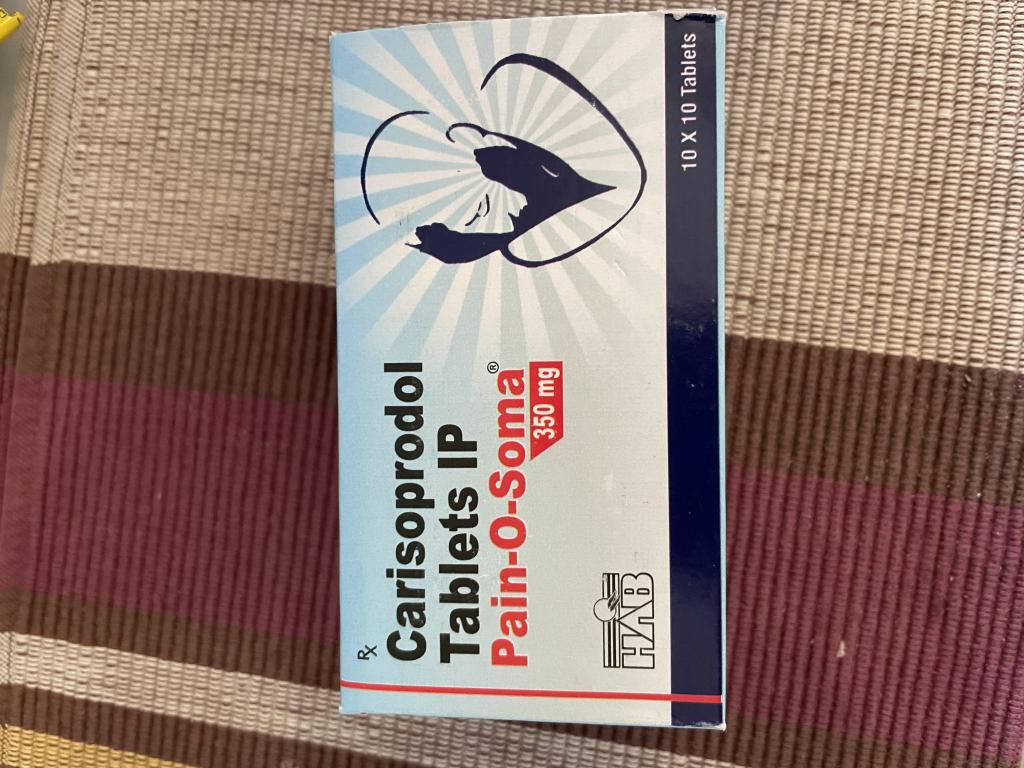 Rx
Carisoprodol
Tablets IP
Pain-O-Soma®
350 mg
HAB
10 X 10 Tablets